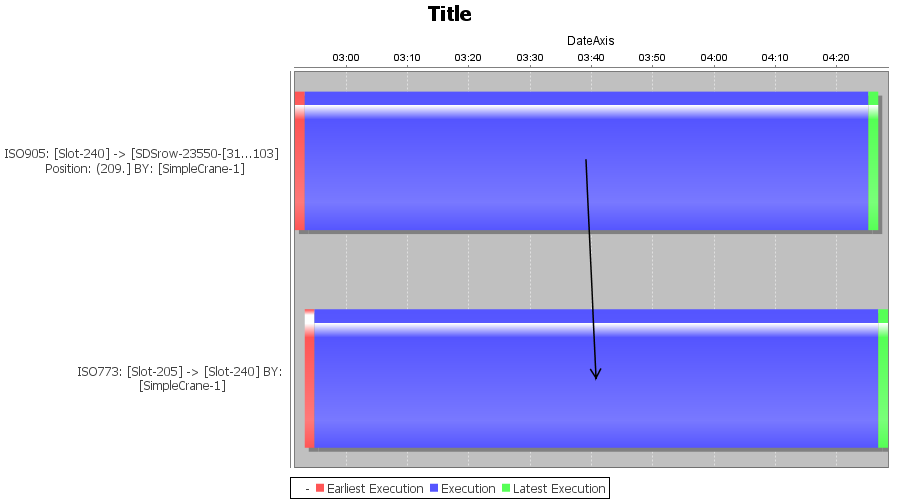 Title
DateAxis
03:00 03:10 03:20 03:30 03:40 03:50 04:00 04:10 04:20
ISO905: [Slot-240] -> [SDSrow-23550-[31...103]
Position: (209.] BY: [SimpleCrane-1]
ISO773: [Slot-205] -> [Slot-240] BY:
[SimpleCrane-1]
- Earliest Execution Execution Latest Execution